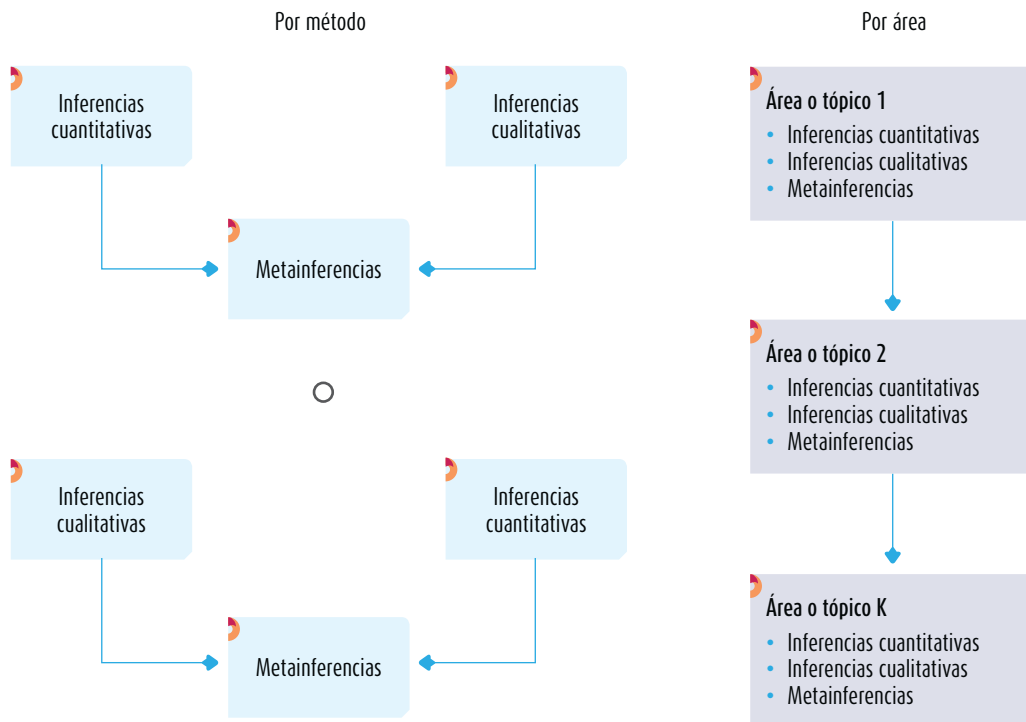 Por método
Inferencias
cuantitativas
Inferencias
cualitativas
Metainferencias
O
Inferencias
cualitativas
Inferencias
cuantitativas
Metainferencias
Por área
Área o tópico 1
• Inferencias cuantitativas
• Inferencias cualitativas
• Metainferencias
Área o tópico 2
• Inferencias cuantitativas
• Inferencias cualitativas
• Metainferencias
Área o tópico K
• Inferencias cuantitativas
• Inferencias cualitativas
• Metainferencias